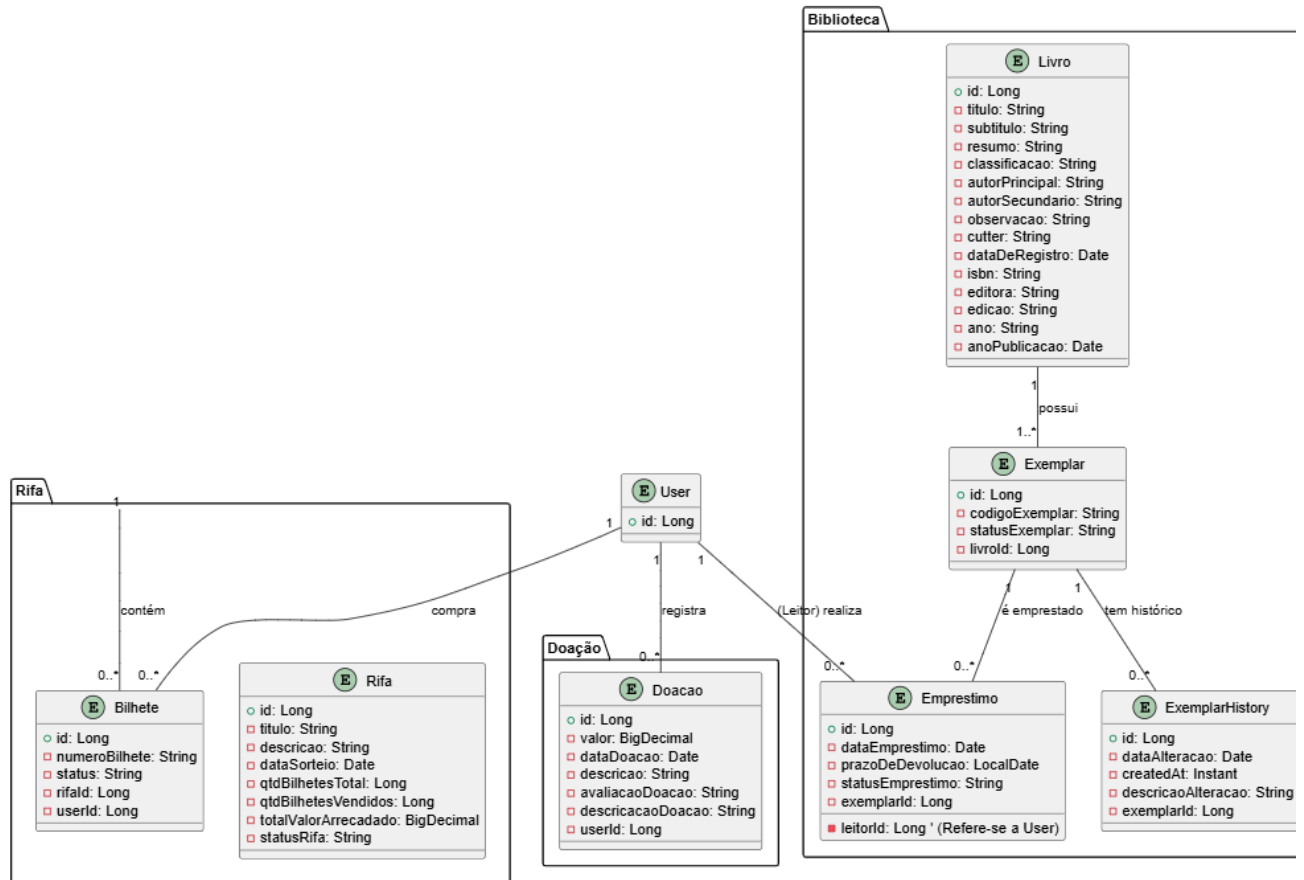 Biblioteca
E Livro
id: Long
titulo: String
subtitulo: String
resumo: String
classificacao: String
autorPrincipal: String
autorSecundario: String
observacao: String
cutter: String
dataDeRegistro: Date
isbn: String
editora: String
edicao: String
ano: String
anoPublicacao: Date
1
possui
1..*
E Exemplar
id: Long
codigoExemplar: String
statusExemplar: String
livroId: Long
Rifa
1
E User
id: Long
1
1
1
1
1
contém
compra
registra
(Leitor) realiza
é emprestado
tem histórico
0..*
0..*
0..*
0..*
0..*
0..*
E Bilhete
id: Long
numeroBilhete: String
status: String
rifaId: Long
userId: Long
E Rifa
id: Long
titulo: String
descricao: String
dataSorteio: Date
qtdBilhetesTotal: Long
qtdBilhetesVendidos: Long
totalValorArrecadado: BigDecimal
statusRifa: String
Doação
E Doacao
id: Long
valor: BigDecimal
dataDoacao: Date
descricao: String
avaliacaoDoacao: String
descricacaoDoacao: String
userId: Long
E Emprestimo
id: Long
dataEmprestimo: Date
prazoDeDevolucao: LocalDate
statusEmprestimo: String
exemplarId: Long
leitorId: Long ' (Refere-se a User)
E ExemplarHistory
id: Long
dataAlteracao: Date
createdAt: Instant
descricaoAlteracao: String
exemplarId: Long